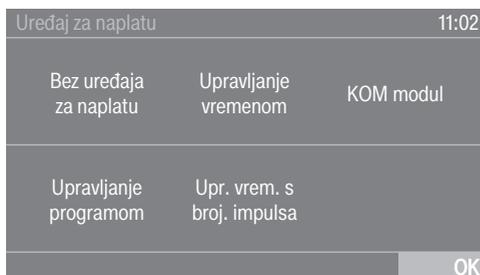 Uređaj za naplatu 11:02
Bez uređaja
za naplatu
Upravljanje
vremenom
KOM modul
Upravljanje
programom
Upr. vrem. s
broj. impulsa
OK